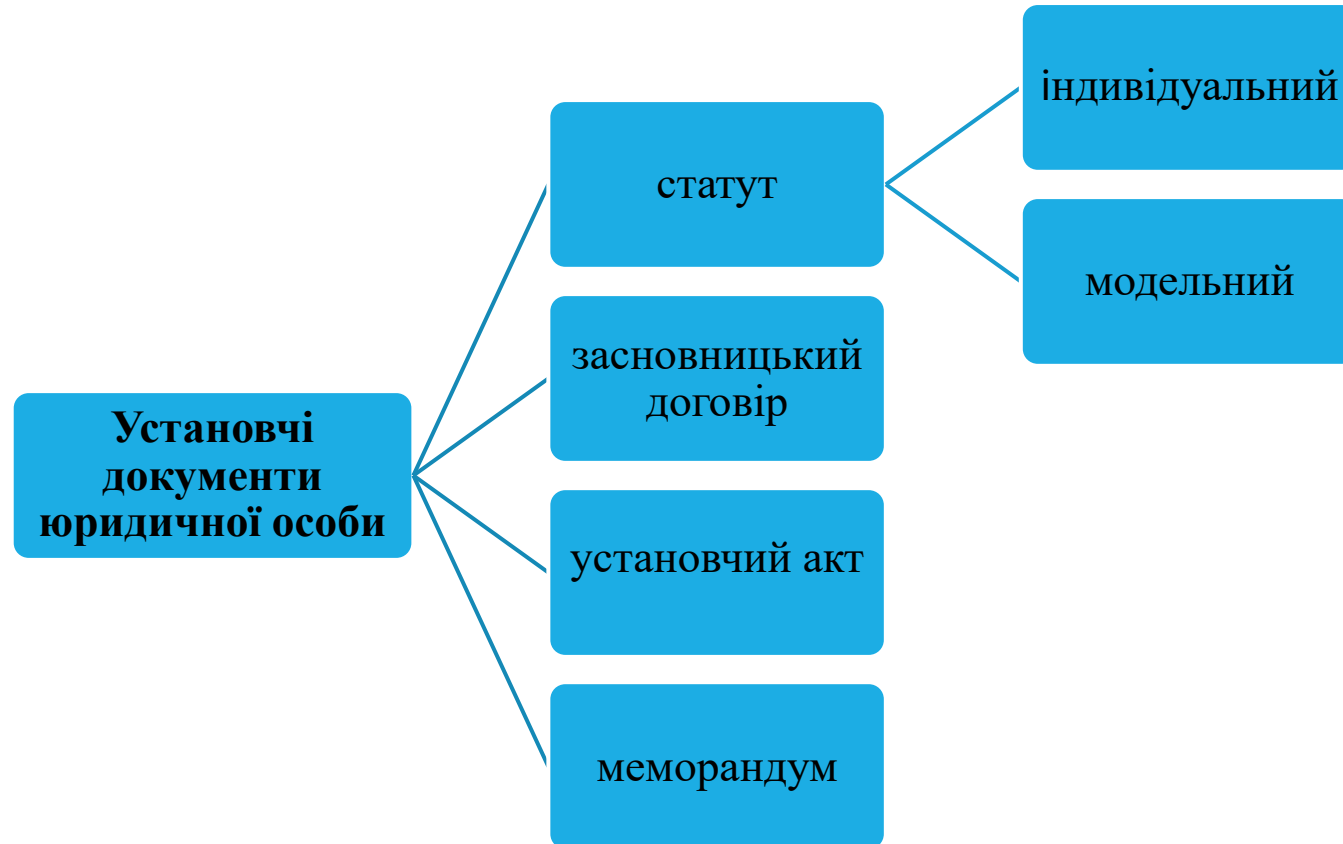 Установчі
документи
юридичної особи
статут
індивідуальний
модельний
засновницький
договір
установчий акт
меморандум